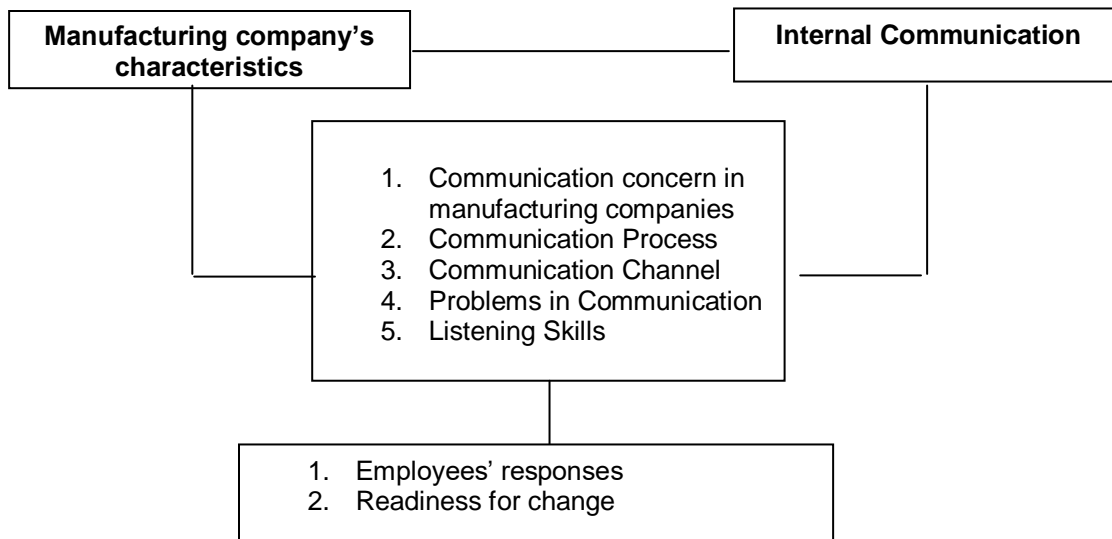 Manufacturing company’s
characteristics
Internal Communication
1. Communication concern in
manufacturing companies
2. Communication Process
3. Communication Channel
4. Problems in Communication
5. Listening Skills
1. Employees’ responses
2. Readiness for change